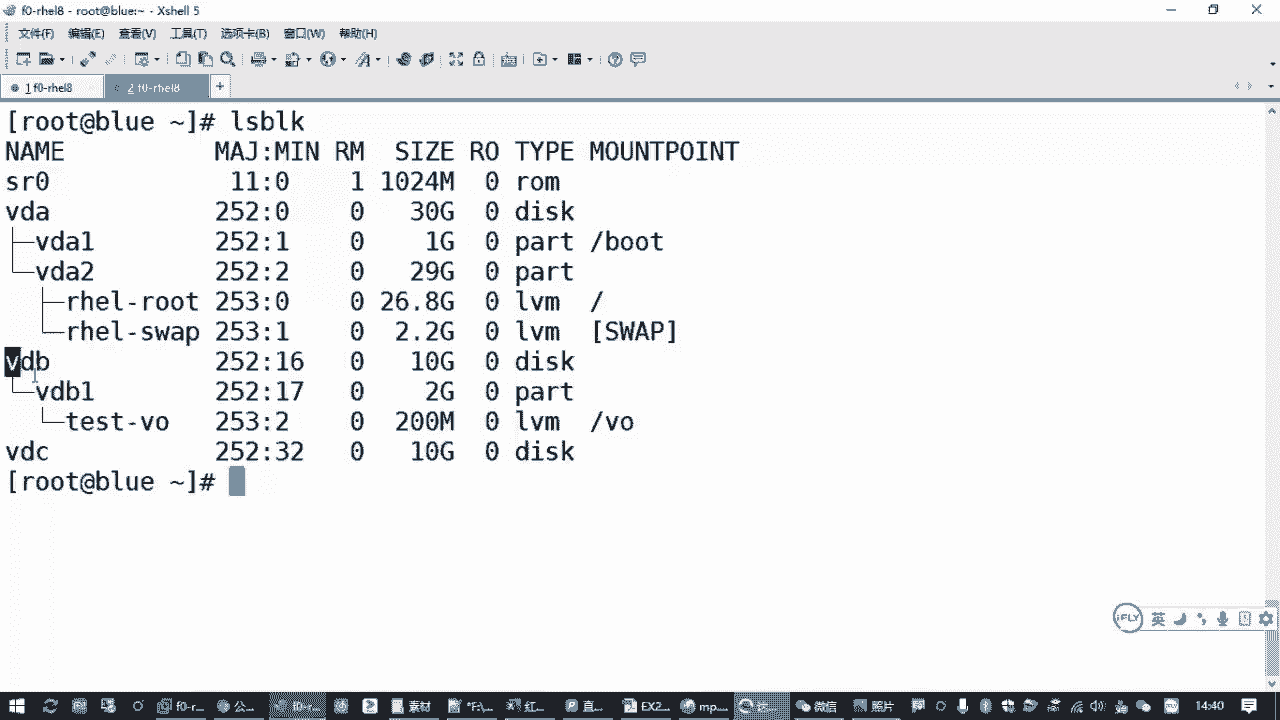 f0-rhel8 - root@blue:~ - Xshell 5
文件(F) 编辑(E) 查看(V) 工具(T) 选项卡(B) 窗口(W) 帮助(H)
1 f0-rhel8 2 f0-rhel8 +
[root@blue ~]# lsblk
NAME MAJ:MIN RM SIZE RO TYPE MOUNTPOINT
sr0 11:0 1 1024M 0 rom
vda 252:0 0 30G 0 disk
├─vda1 252:1 0 1G 0 part /boot
└─vda2 252:2 0 29G 0 part
├─rhel-root 253:0 0 26.8G 0 lvm /
└─rhel-swap 253:1 0 2.2G 0 lvm [SWAP]
vdb 252:16 0 10G 0 disk
└─vdb1 252:17 0 2G 0 part
└─test-vo 253:2 0 200M 0 lvm /vo
vdc 252:32 0 10G 0 disk
[root@blue ~]#
iFLY 英
f0-r... 公... 素材 红... 直... EX2... mp... 微信 照片 14:40